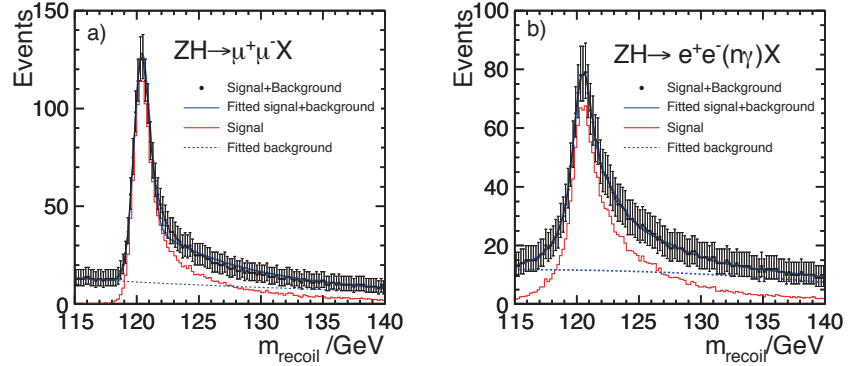 a)
ZH→μ⁺μ⁻X
Signal+Background
Fitted signal+background
Signal
Fitted background
Events
150
100
50
0
115 120 125 130 135 140
m_recoil /GeV
b)
ZH→ e⁺e⁻(nγ)X
Signal+Background
Fitted signal+background
Signal
Fitted background
Events
100
80
60
40
20
0
115 120 125 130 135 140
m_recoil /GeV